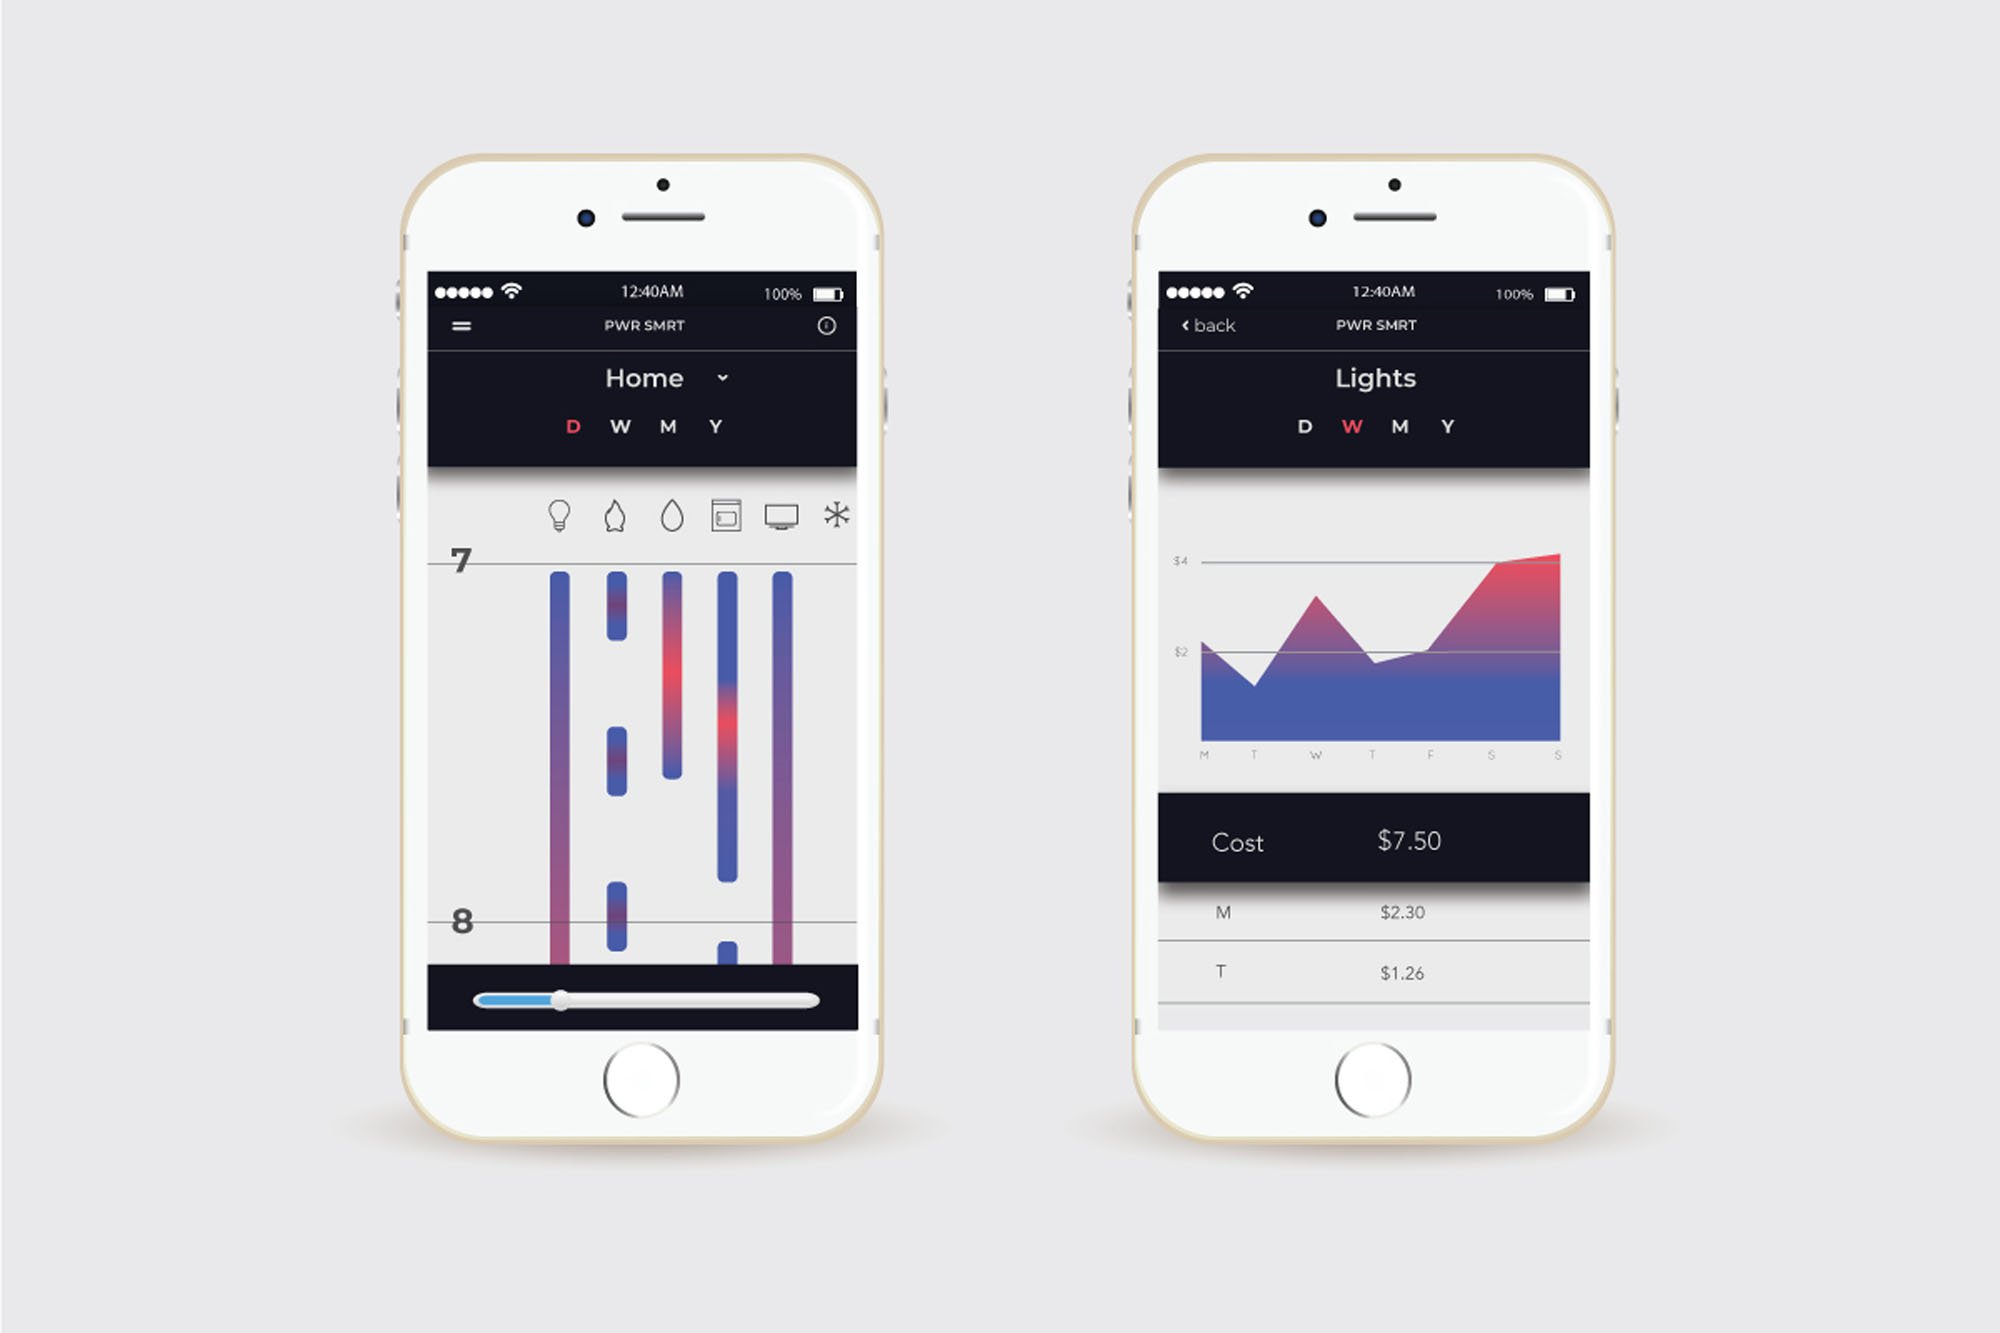 12:40AM 100%
PWR SMRT
Home
D W M Y
7
8
12:40AM 100%
back PWR SMRT
Lights
D W M Y
$4
$2
M T W T F S S
Cost $7.50
M $2.30
T $1.26